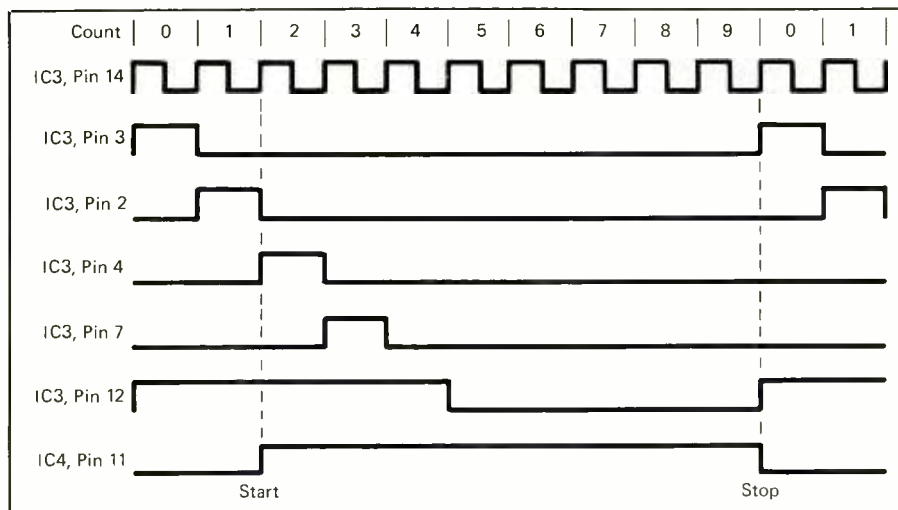 Count 0 1 2 3 4 5 6 7 8 9 0 1
IC3, Pin 14
IC3, Pin 3
IC3, Pin 2
IC3, Pin 4
IC3, Pin 7
IC3, Pin 12
IC4, Pin 11
Start Stop